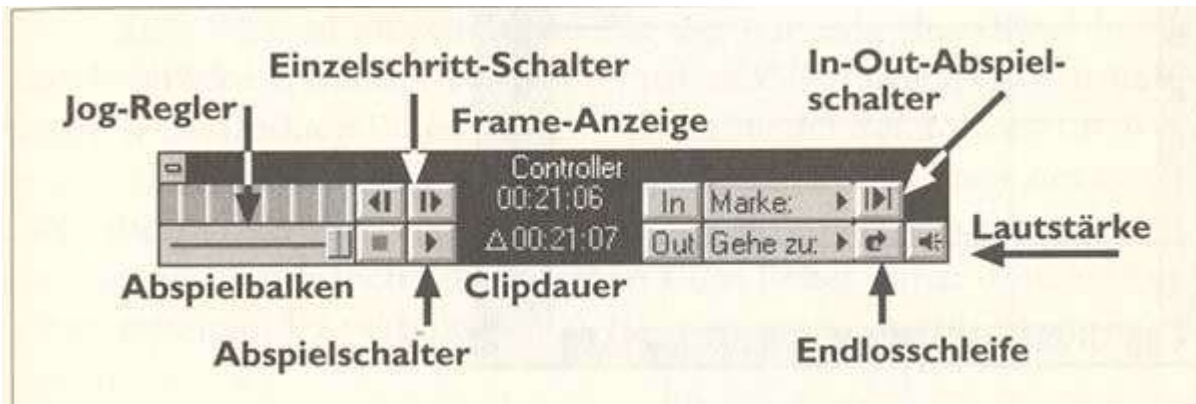 Einzelschritt-Schalter
In-Out-Abspiel-
schalter
Jog-Regler
Frame-Anzeige
Controller
00:21:06
In
Marke:
△00:21:07
Out
Gehe zu:
Lautstärke
Abspielbalken
Clipdauer
Abspielschalter
Endlosschleife